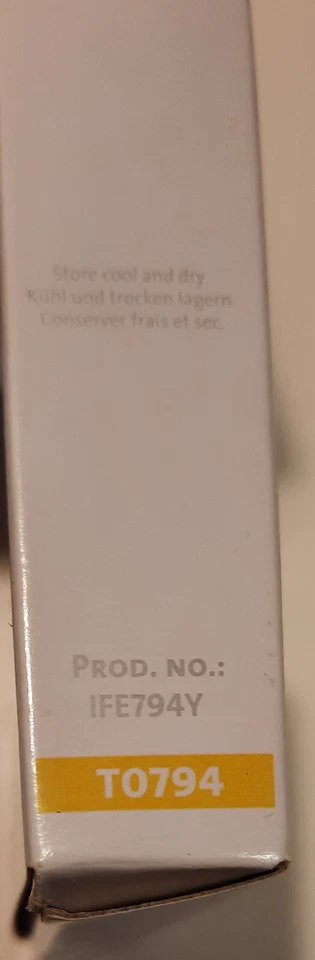 Store cool and dry
Kühl und trocken lagern
Conserver frais et sec.
PROD. NO.:
IFE794Y
T0794